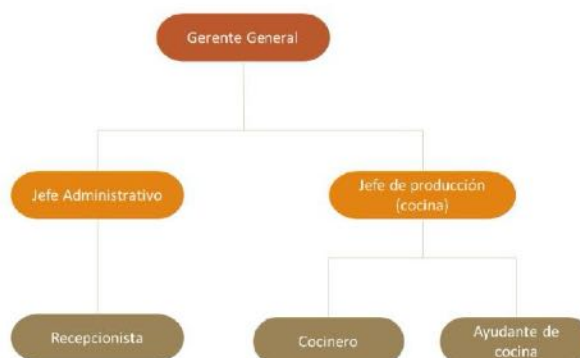 Gerente General
Jefe Administrativo
Jefe de producción
(cocina)
Recepcionista
Cocinero
Ayudante de
cocina